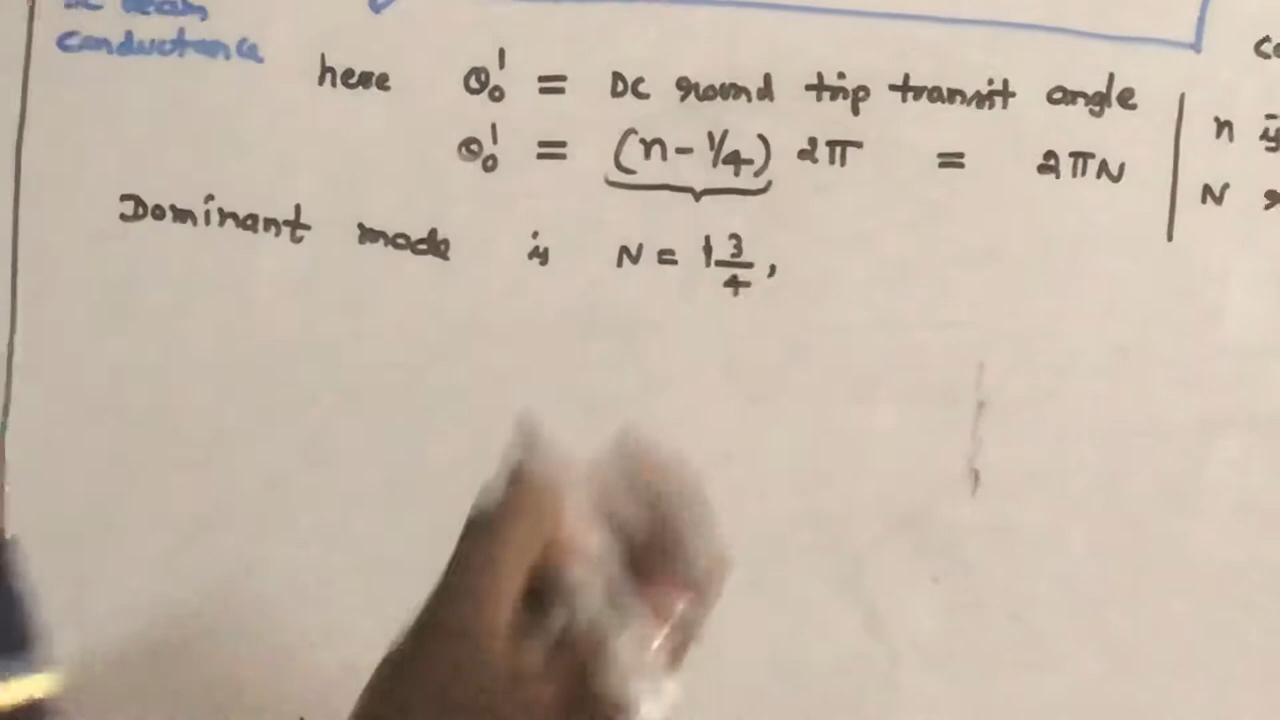 conductance
here θ₀' = DC round trip transit angle
θ₀' = (n - 1/4) 2π = 2πN
n is
N
Dominant mode is N = 1 3/4,